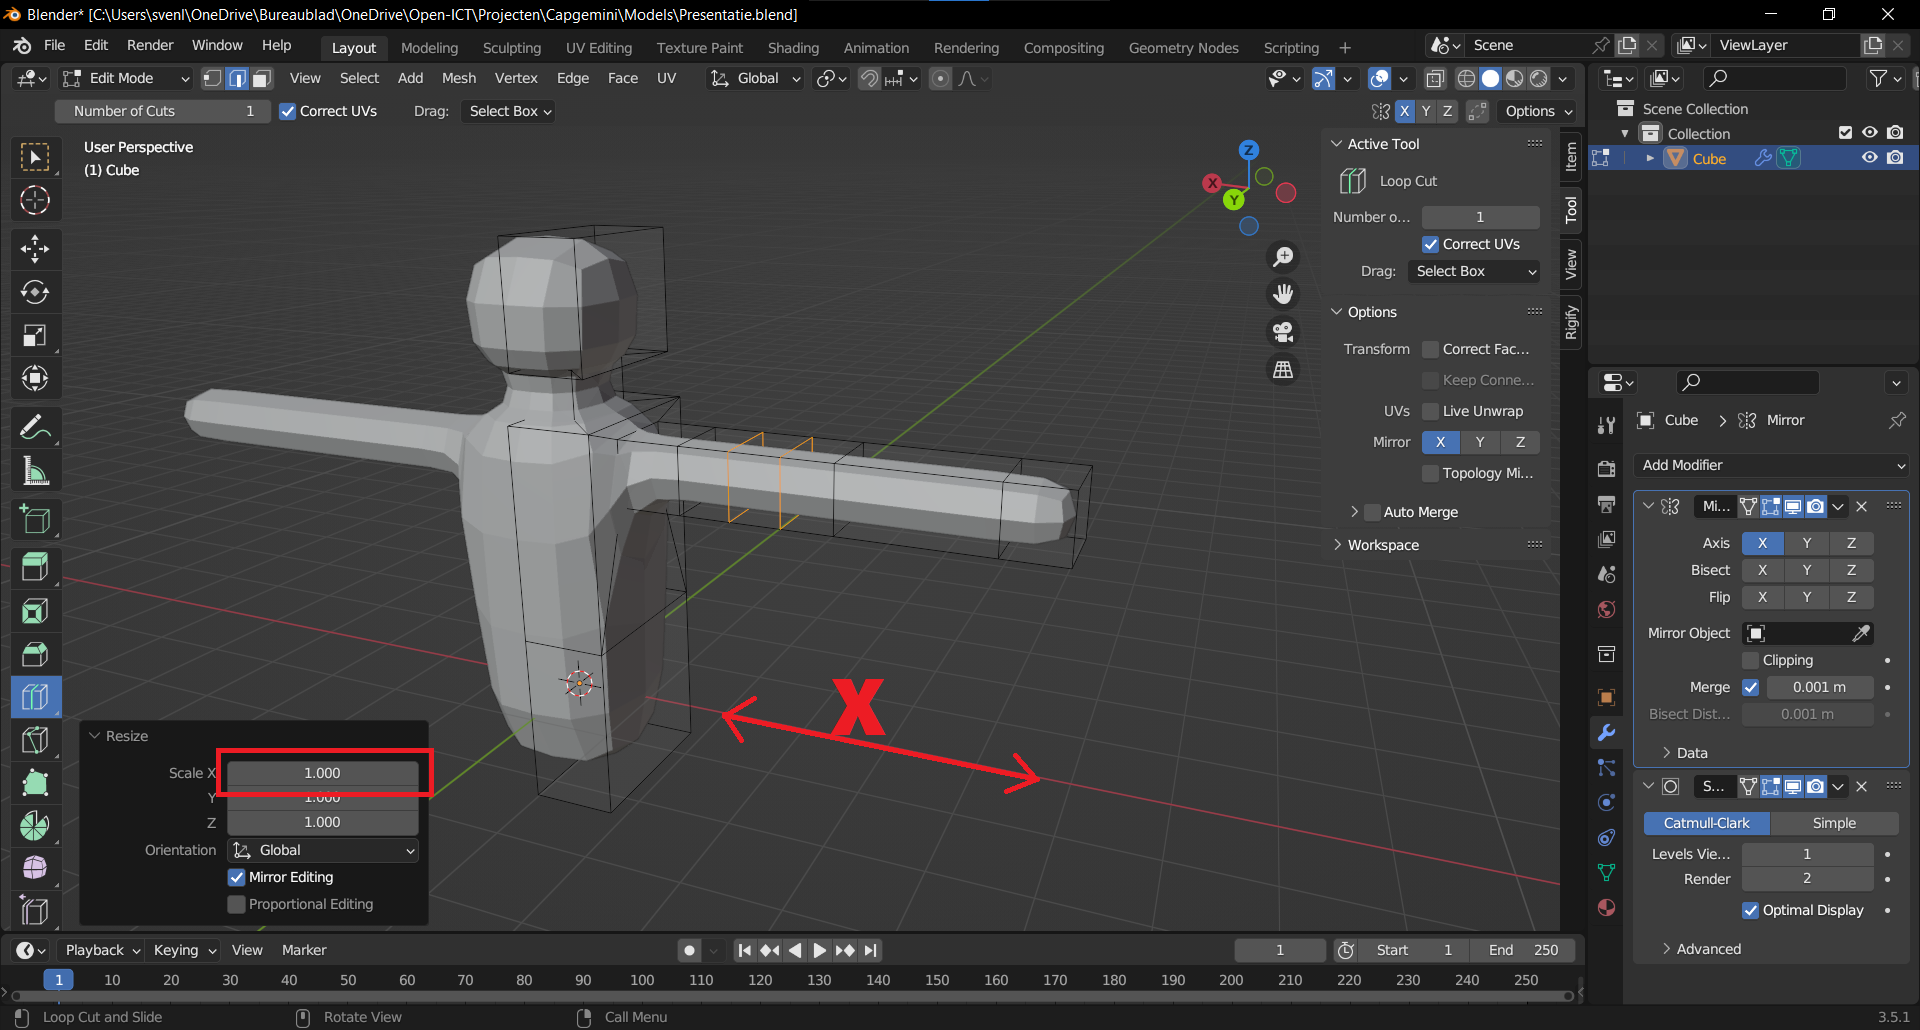 Blender* [C:\Users\svenl\OneDrive\Bureaublad\OneDrive\Open-ICT\Projecten\Capgemini\Models\Presentatie.blend]
File Edit Render Window Help Layout Modeling Sculpting UV Editing Texture Paint Shading Animation Rendering Compositing Geometry Nodes Scripting + Scene ViewLayer
Edit Mode View Select Add Mesh Vertex Edge Face UV Global
Number of Cuts 1 Correct UVs Drag: Select Box X Y Z Options
User Perspective
(1) Cube
Z
X
Y
Active Tool
Loop Cut
Number o... 1
Correct UVs
Drag: Select Box
Options
Transform Correct Fac...
Keep Conne...
UVs Live Unwrap
Mirror X Y Z
Topology Mi...
Auto Merge
Workspace
Item
Tool
View
Rigify
Scene Collection
Collection
Cube
Cube > Mirror
Add Modifier
Mi...
Axis X Y Z
Bisect X Y Z
Flip X Y Z
Mirror Object
Clipping
Merge 0.001 m
Bisect Dist... 0.001 m
Data
S...
Catmull-Clark Simple
Levels Vie... 1
Render 2
Optimal Display
Advanced
X
Resize
Scale X 1.000
Y 1.000
Z 1.000
Orientation Global
Mirror Editing
Proportional Editing
Playback Keying View Marker 1 Start 1 End 250
1 10 20 30 40 50 60 70 80 90 100 110 120 130 140 150 160 170 180 190 200 210 220 230 240 250
Loop Cut and Slide Rotate View Call Menu 3.5.1